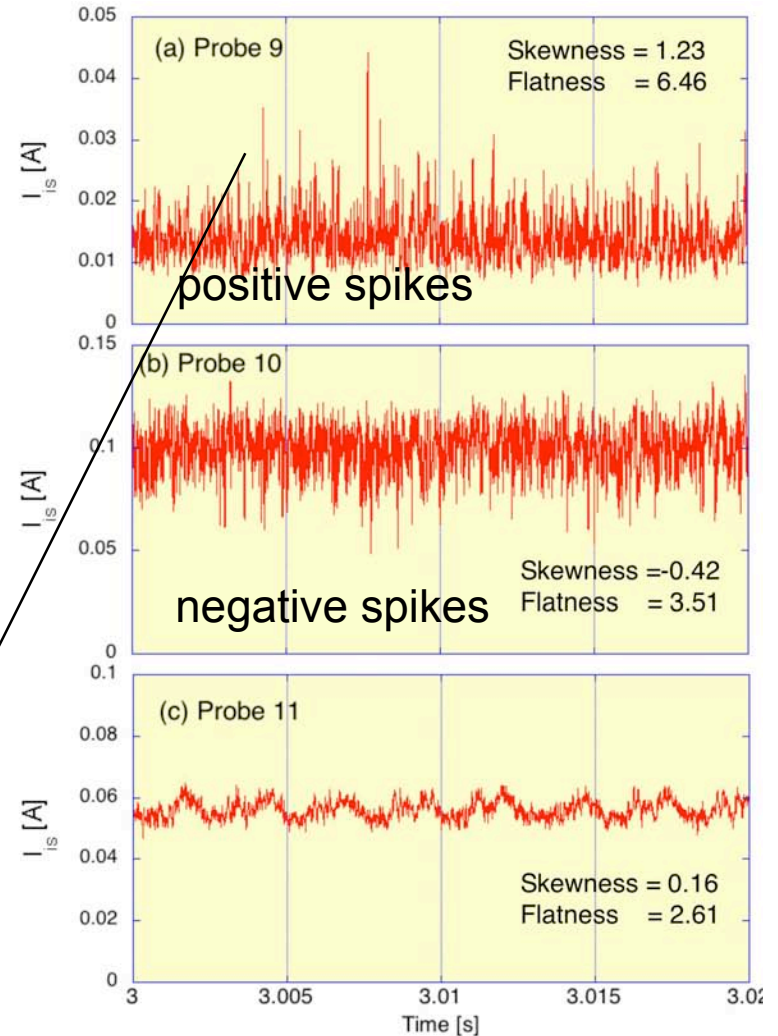 0.05
(a) Probe 9
Skewness = 1.23
Flatness = 6.46
0.04
0.03
I_is [A]
0.02
0.01
positive spikes
0
0.15
(b) Probe 10
0.1
I_is [A]
0.05
Skewness =-0.42
Flatness = 3.51
negative spikes
0
0.1
(c) Probe 11
0.08
I_is [A]
0.06
0.04
Skewness = 0.16
Flatness = 2.61
0.02
0
3 3.005 3.01 3.015 3.02
Time [s]